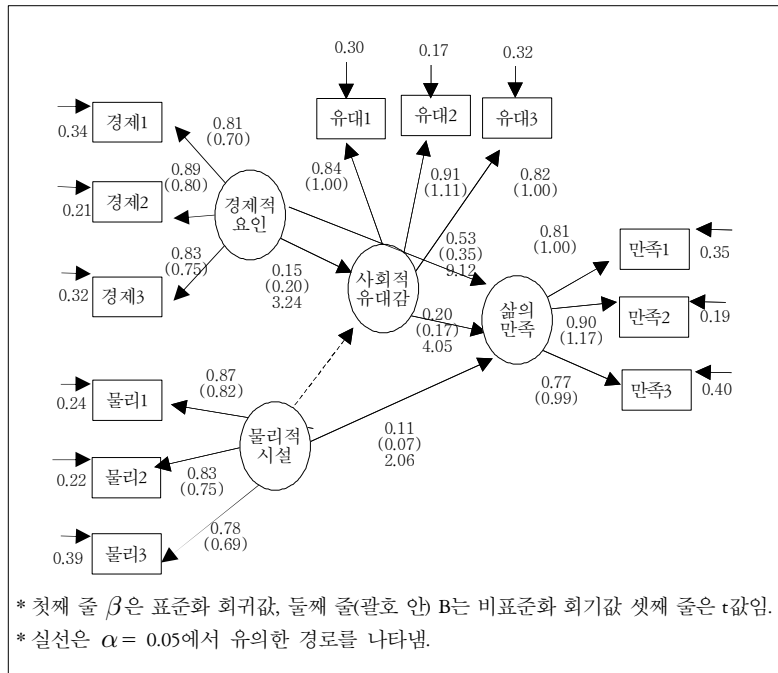 0.30
0.17
0.32
유대1
유대2
유대3
0.34
경제1
0.81
(0.70)
0.84
(1.00)
0.91
(1.11)
0.82
(1.00)
0.21
경제2
0.89
(0.80)
경제적
요인
0.32
경제3
0.83
(0.75)
0.15
(0.20)
3.24
사회적
유대감
0.53
(0.35)
9.12
0.20
(0.17)
4.05
삶의
만족
0.81
(1.00)
만족1
0.35
0.90
(1.17)
만족2
0.19
0.77
(0.99)
만족3
0.40
0.24
물리1
0.87
(0.82)
물리적
시설
0.11
(0.07)
2.06
0.22
물리2
0.83
(0.75)
0.39
물리3
0.78
(0.69)
* 첫째 줄 β은 표준화 회귀값, 둘째 줄(괄호 안) B는 비표준화 회기값 셋째 줄은 t값임.
* 실선은 α= 0.05에서 유의한 경로를 나타냄.